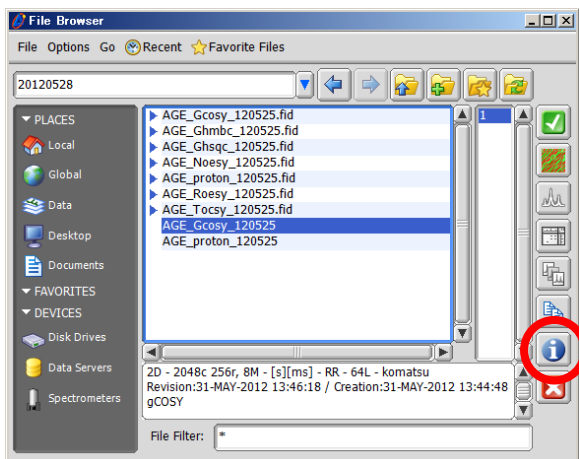 File Browser
File Options Go Recent Favorite Files
20120528
PLACES
Local
Global
Data
Desktop
Documents
FAVORITES
DEVICES
Disk Drives
Data Servers
Spectrometers
AGE_Gcosy_120525.fid
AGE_Ghmbc_120525.fid
AGE_Ghsqc_120525.fid
AGE_Noesy_120525.fid
AGE_proton_120525.fid
AGE_Roesy_120525.fid
AGE_Tocsy_120525.fid
AGE_Gcosy_120525
AGE_proton_120525
1
2D - 2048c 256r, 8M - [s][ms] - RR - 64L - komatsu
Revision:31-MAY-2012 13:46:18 / Creation:31-MAY-2012 13:44:48
gCOSY
File Filter: *